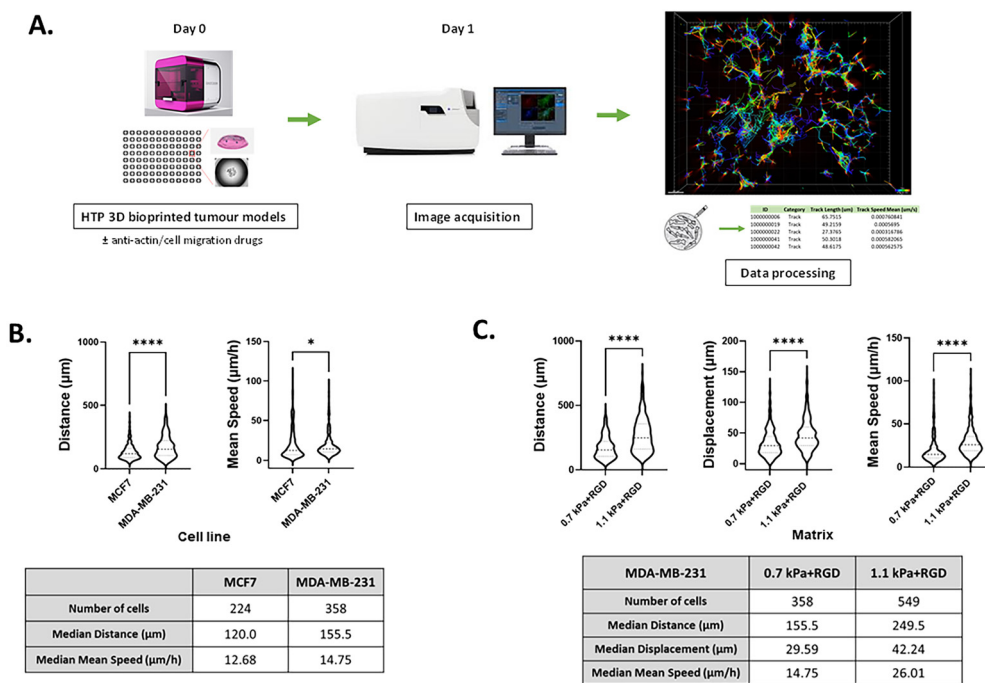 A.
Day 0
Day 1
HTP 3D bioprinted tumour models
± anti-actin/cell migration drugs
Image acquisition
ID Category Track Length (um) Track Speed Mean (um/s)
1000000006 Track 65.7515 0.000760841
1000000019 Track 49.2159 0.0005695
1000000022 Track 27.3765 0.000316786
1000000041 Track 50.3018 0.000582065
1000000042 Track 48.6175 0.000562575
Data processing
B.
Distance (µm)
1000
500
0
****
MCF7
MDA-MB-231
Mean Speed (µm/h)
150
100
50
0
*
MCF7
MDA-MB-231
Cell line
MCF7 MDA-MB-231
Number of cells 224 358
Median Distance (µm) 120.0 155.5
Median Mean Speed (µm/h) 12.68 14.75
C.
Distance (µm)
1000
500
0
****
0.7 kPa+RGD
1.1 kPa+RGD
Displacement (µm)
200
150
100
50
0
****
0.7 kPa+RGD
1.1 kPa+RGD
Mean Speed (µm/h)
150
100
50
0
****
0.7 kPa+RGD
1.1 kPa+RGD
Matrix
MDA-MB-231 0.7 kPa+RGD 1.1 kPa+RGD
Number of cells 358 549
Median Distance (µm) 155.5 249.5
Median Displacement (µm) 29.59 42.24
Median Mean Speed (µm/h) 14.75 26.01